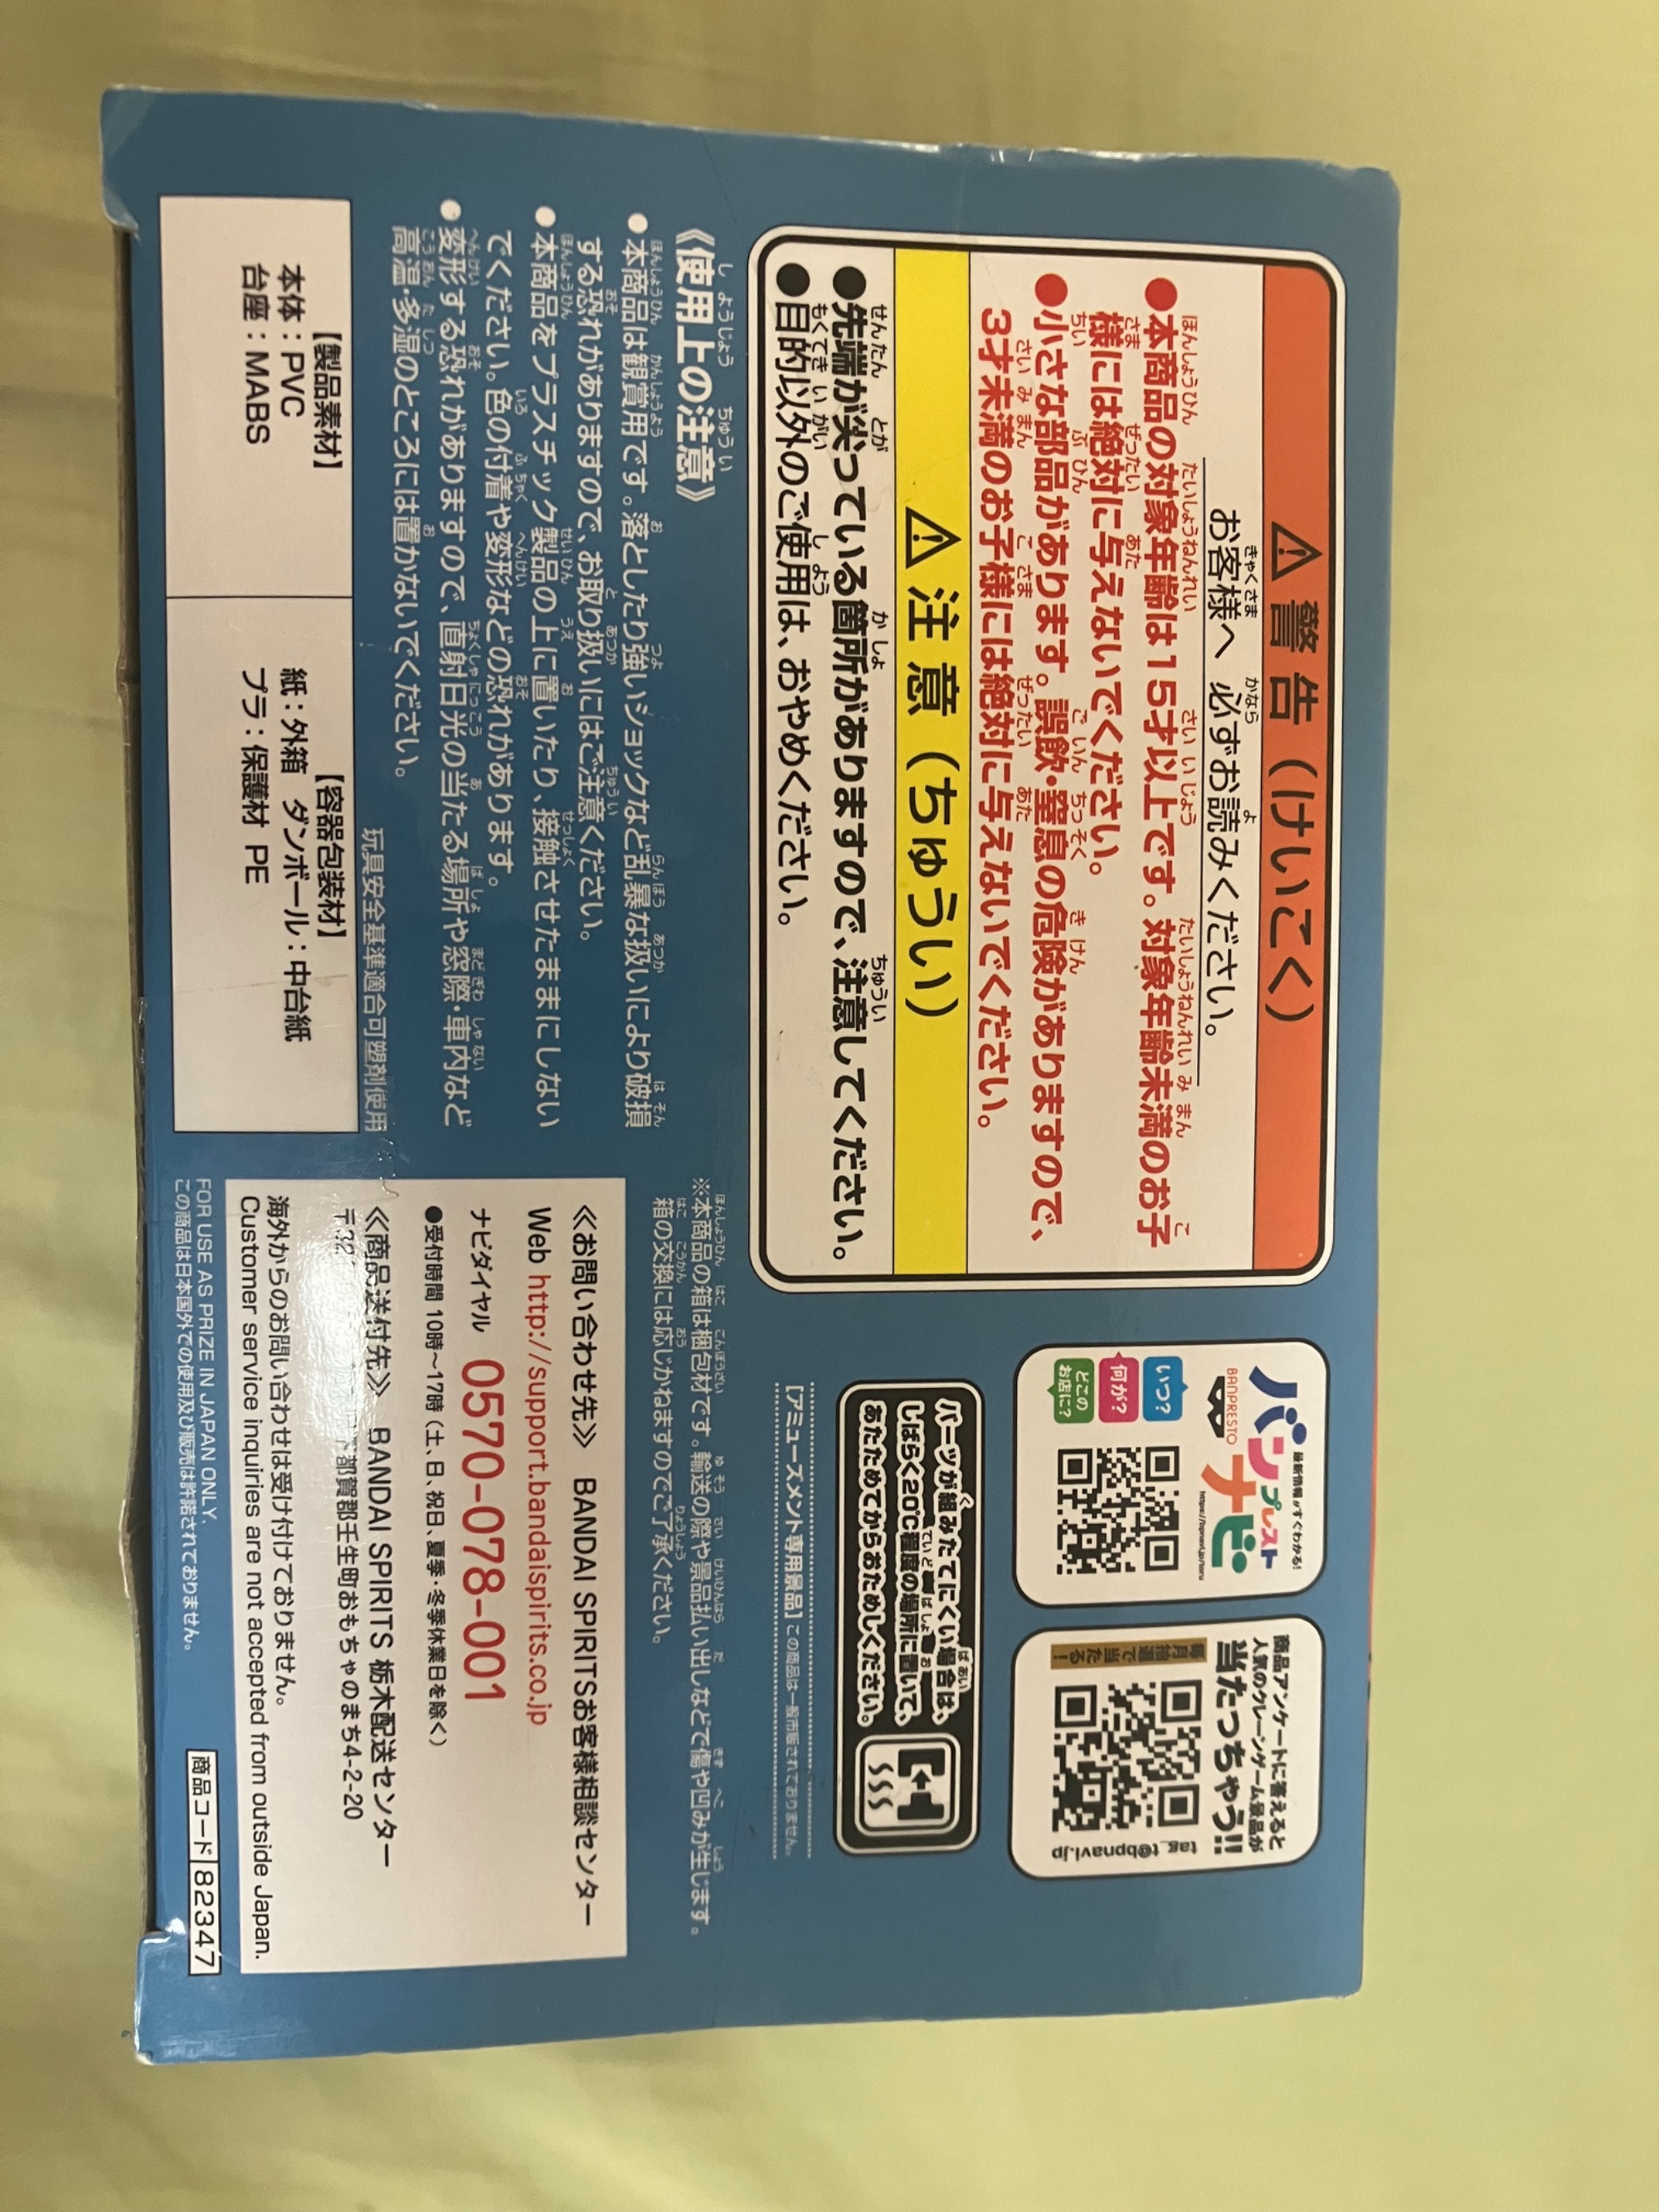 ⚠警告（けいこく）
お客様へ 必ずお読みください。
●本商品の対象年齢は15才以上です。対象年齢未満のお子
様には絶対に与えないでください。
●小さな部品があります。誤飲・窒息の危険がありますので、
3才未満のお子様には絶対に与えないでください。
⚠注意（ちゅうい）
●先端が尖っている箇所がありますので、注意してください。
●目的以外のご使用は、おやめください。
《使用上の注意》
●本商品は観賞用です。落としたり強いショックなど乱暴な扱いにより破損
する恐れがありますので、お取り扱いにはご注意ください。
●本商品をプラスチック製品の上に置いたり、接触させたままにしない
でください。色の付着や変形などの恐れがあります。
●変形する恐れがありますので、直射日光の当たる場所や窓際・車内など
高温・多湿のところには置かないでください。
玩具安全基準適合可塑剤使用
【製品素材】
本体：PVC
台座：MABS
【容器包装材】
紙：外箱 ダンボール：中台紙
プラ：保護材 PE
最新情報がすぐわかる!
バンプレストナビ
BANPRESTO
いつ?
何が?
どこのお店に?
商品アンケートに答えると
人気のクレーンゲーム景品が
当たっちゃう!!
毎月抽選で当たる!
tag_t@bpnavi.jp
パーツが組みたてにくい場合は、
しばらく20℃程度の場所に置いて、
あたためてからおためしください。
[アミューズメント専用景品] この商品は一般市販されておりません。
※本商品の箱は梱包材です。輸送の際や景品払い出しなどで傷や凹みが生じます。
箱の交換には応じかねますのでご了承ください。
《お問い合わせ先》 BANDAI SPIRITSお客様相談センター
Web http://support.bandaispirits.co.jp
ナビダイヤル 0570-078-001
●受付時間 10時〜17時（土、日、祝日、夏季・冬季休業日を除く）
《商品送付先》 BANDAI SPIRITS 栃木配送センター
都賀郡壬生町おもちゃのまち4-2-20
海外からのお問い合わせは受け付けておりません。
Customer service inquiries are not accepted from outside Japan.
FOR USE AS PRIZE IN JAPAN ONLY.
この商品は日本国外での使用及び販売は許諾されておりません。
商品コード 82347